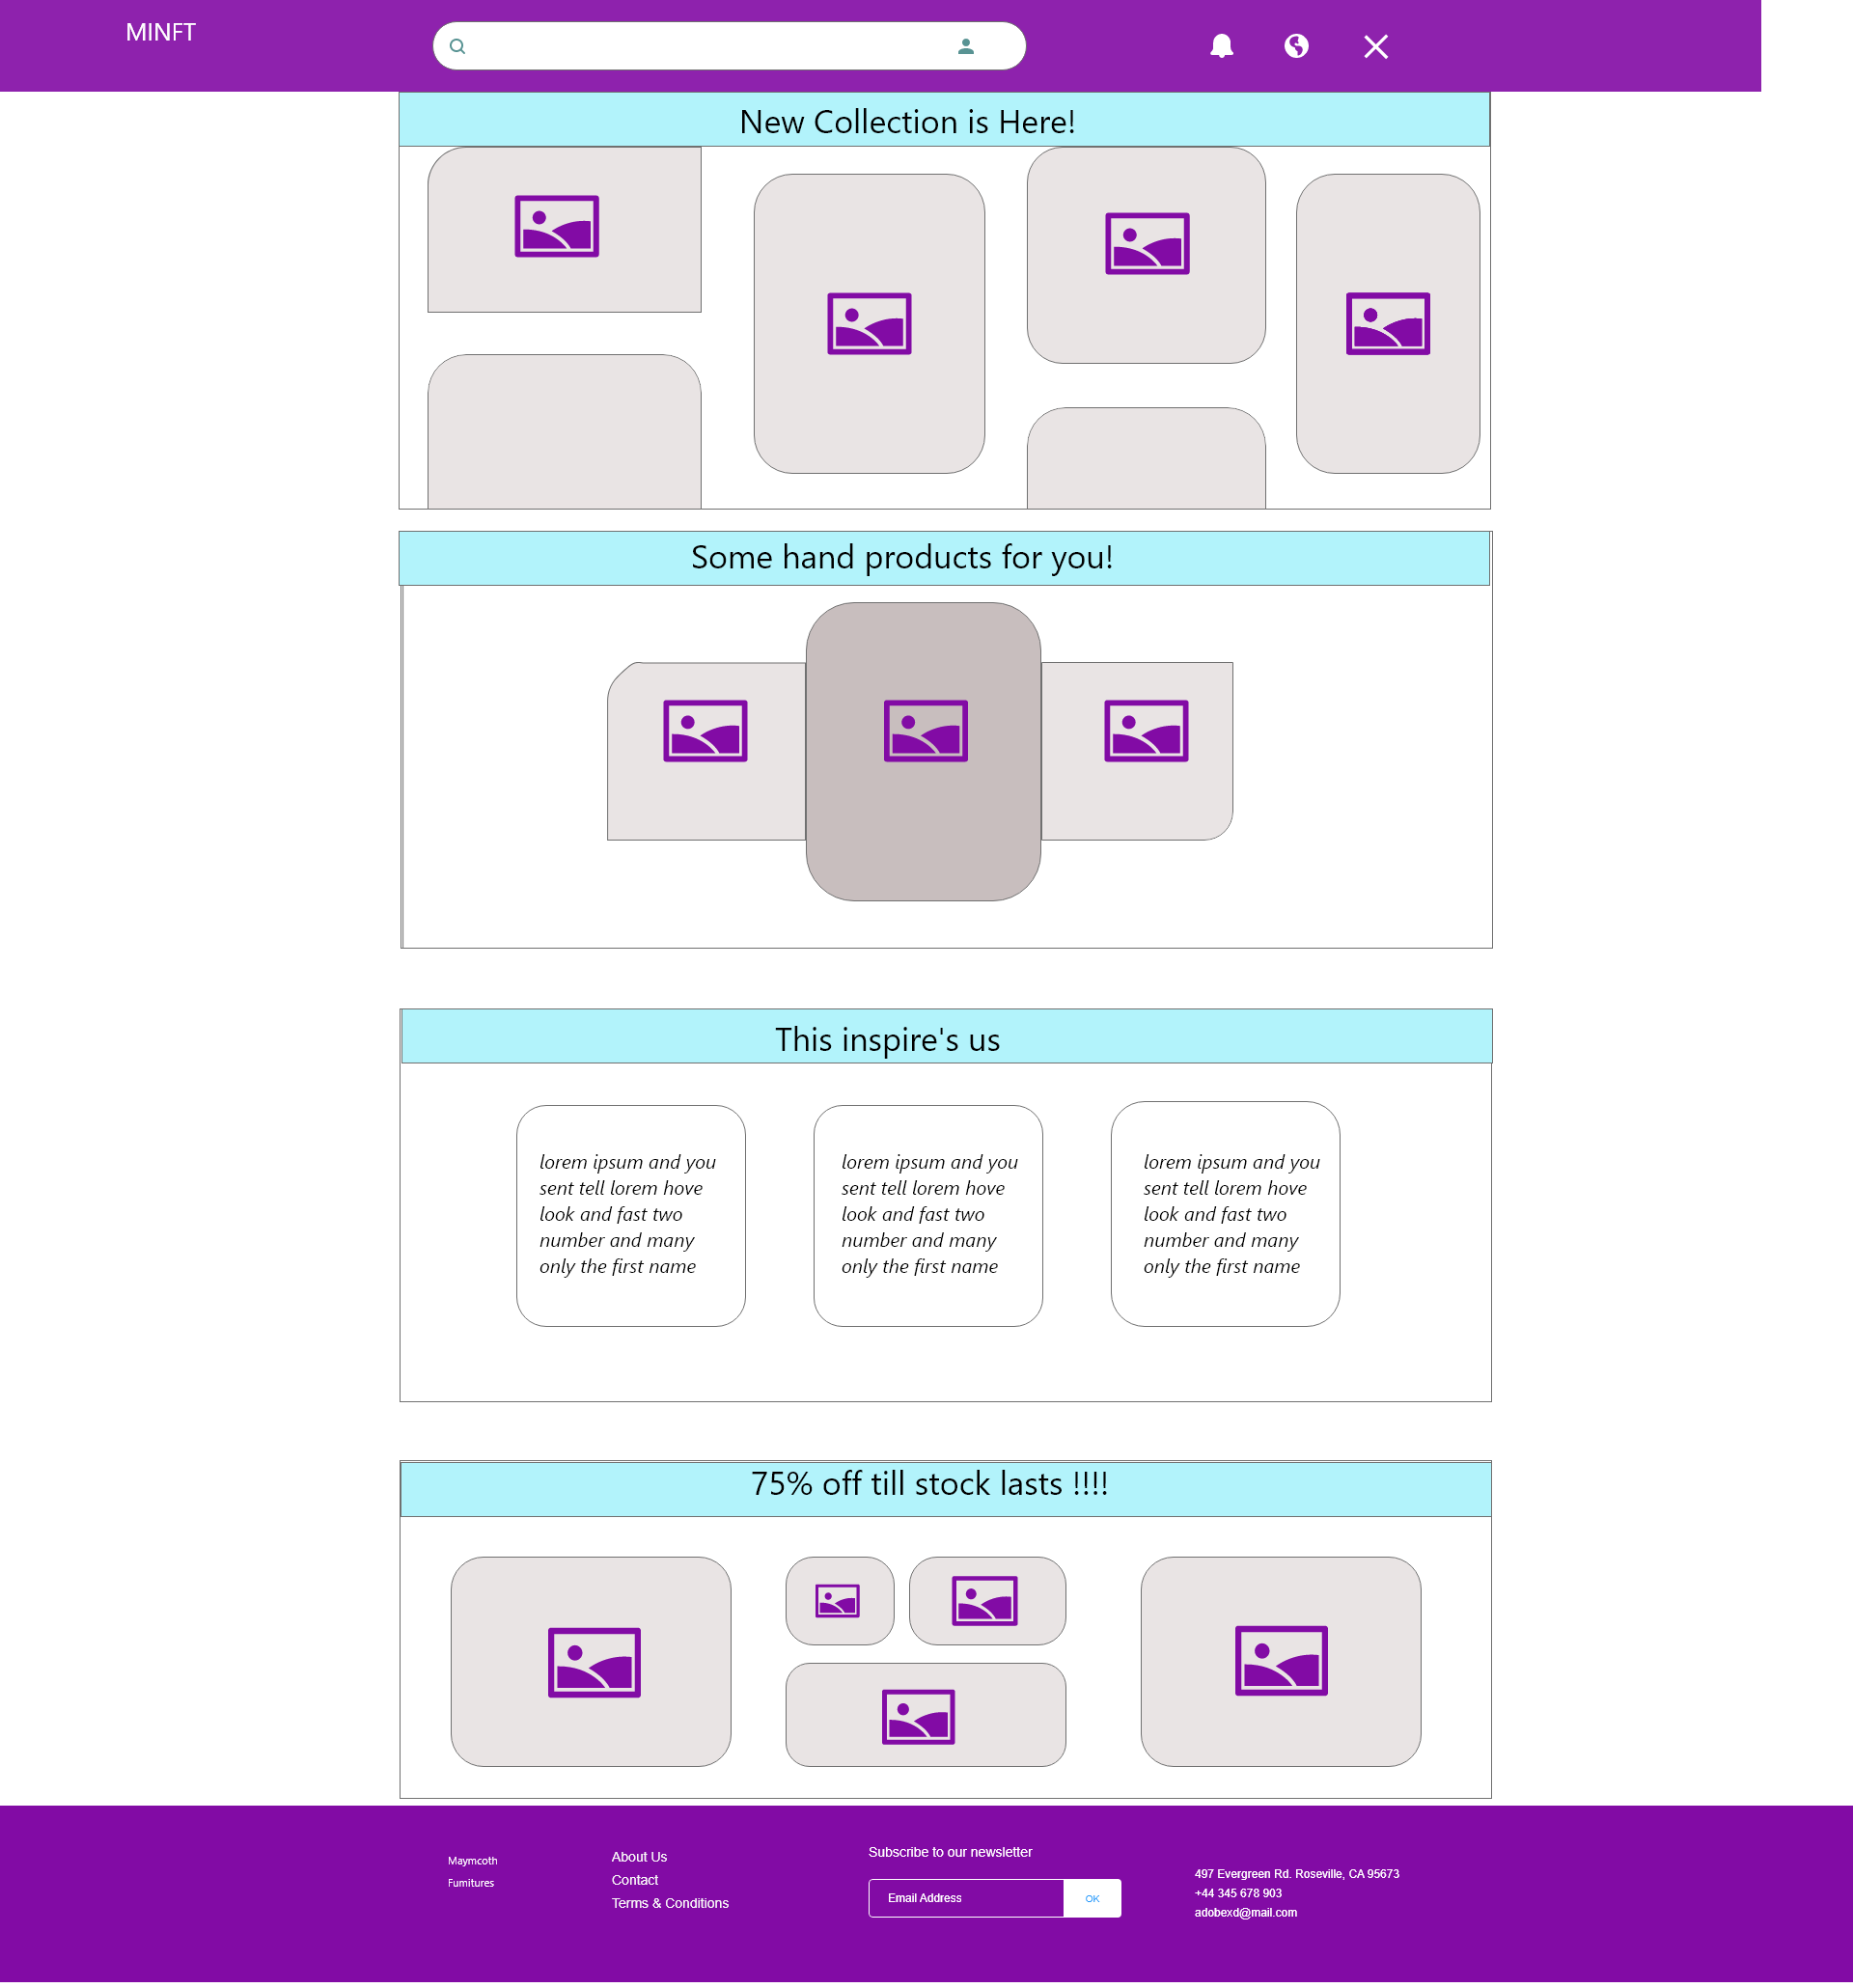 MINFT
New Collection is Here!
Some hand products for you!
This inspire's us
lorem ipsum and you
sent tell lorem hove
look and fast two
number and many
only the first name
lorem ipsum and you
sent tell lorem hove
look and fast two
number and many
only the first name
lorem ipsum and you
sent tell lorem hove
look and fast two
number and many
only the first name
75% off till stock lasts !!!!
Maymcoth
Furnitures
About Us
Contact
Terms & Conditions
Subscribe to our newsletter
Email Address
OK
497 Evergreen Rd. Roseville, CA 95673
+44 345 678 903
adobexd@mail.com